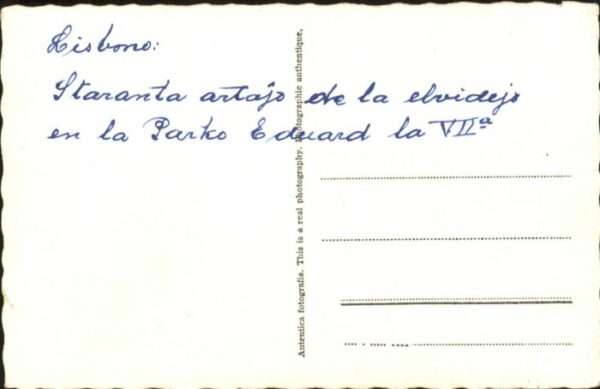 Lisbono:
Staranta artaĵo de la elvidejo
en la Parko Eduard la VIIª
Autentica fotografia. This is a real photography. Photographie authentique.